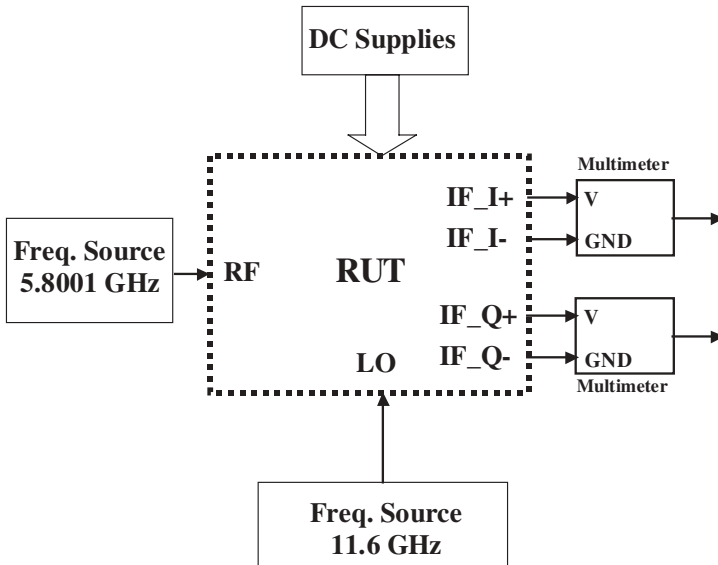 DC Supplies
Multimeter
IF_I+
V
IF_I-
GND
Freq. Source
5.8001 GHz
RF
RUT
IF_Q+
V
IF_Q-
GND
LO
Multimeter
Freq. Source
11.6 GHz